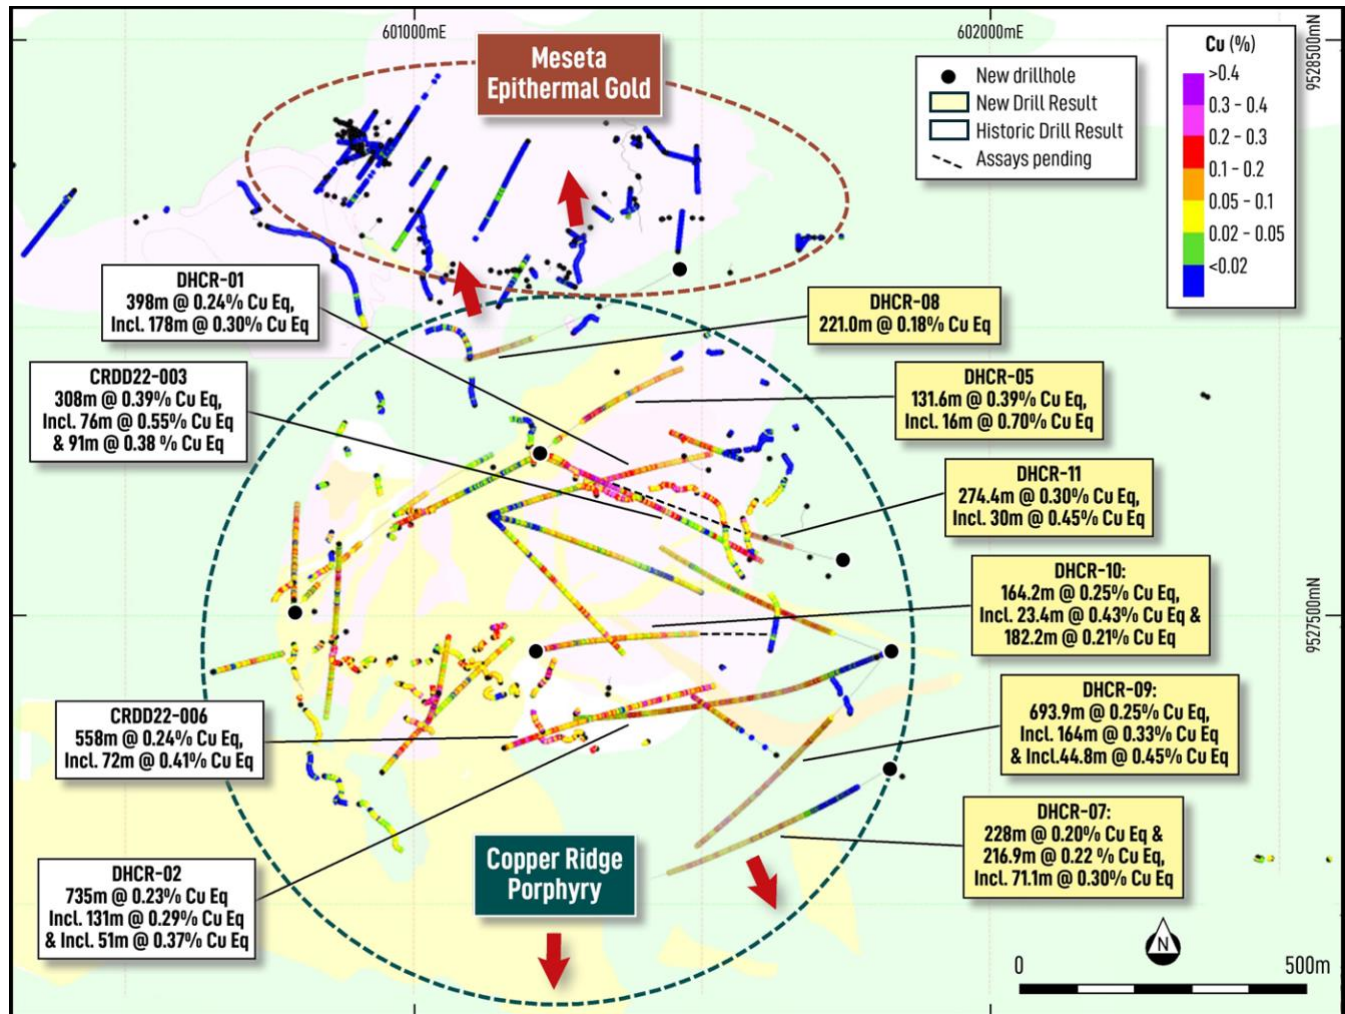 601000mE
602000mE
9528500mN
9527500mN
Meseta
Epithermal Gold
New drillhole
New Drill Result
Historic Drill Result
Assays pending
Cu (%)
>0.4
0.3 - 0.4
0.2 - 0.3
0.1 - 0.2
0.05 - 0.1
0.02 - 0.05
<0.02
DHCR-01
398m @ 0.24% Cu Eq,
Incl. 178m @ 0.30% Cu Eq
CRDD22-003
308m @ 0.39% Cu Eq,
Incl. 76m @ 0.55% Cu Eq
& 91m @ 0.38 % Cu Eq
DHCR-08
221.0m @ 0.18% Cu Eq
DHCR-05
131.6m @ 0.39% Cu Eq,
Incl. 16m @ 0.70% Cu Eq
DHCR-11
274.4m @ 0.30% Cu Eq,
Incl. 30m @ 0.45% Cu Eq
DHCR-10:
164.2m @ 0.25% Cu Eq,
Incl. 23.4m @ 0.43% Cu Eq &
182.2m @ 0.21% Cu Eq
DHCR-09:
693.9m @ 0.25% Cu Eq,
Incl. 164m @ 0.33% Cu Eq
& Incl.44.8m @ 0.45% Cu Eq
CRDD22-006
558m @ 0.24% Cu Eq,
Incl. 72m @ 0.41% Cu Eq
DHCR-07:
228m @ 0.20% Cu Eq &
216.9m @ 0.22 % Cu Eq,
Incl. 71.1m @ 0.30% Cu Eq
DHCR-02
735m @ 0.23% Cu Eq
Incl. 131m @ 0.29% Cu Eq
& Incl. 51m @ 0.37% Cu Eq
Copper Ridge
Porphyry
N
0
500m